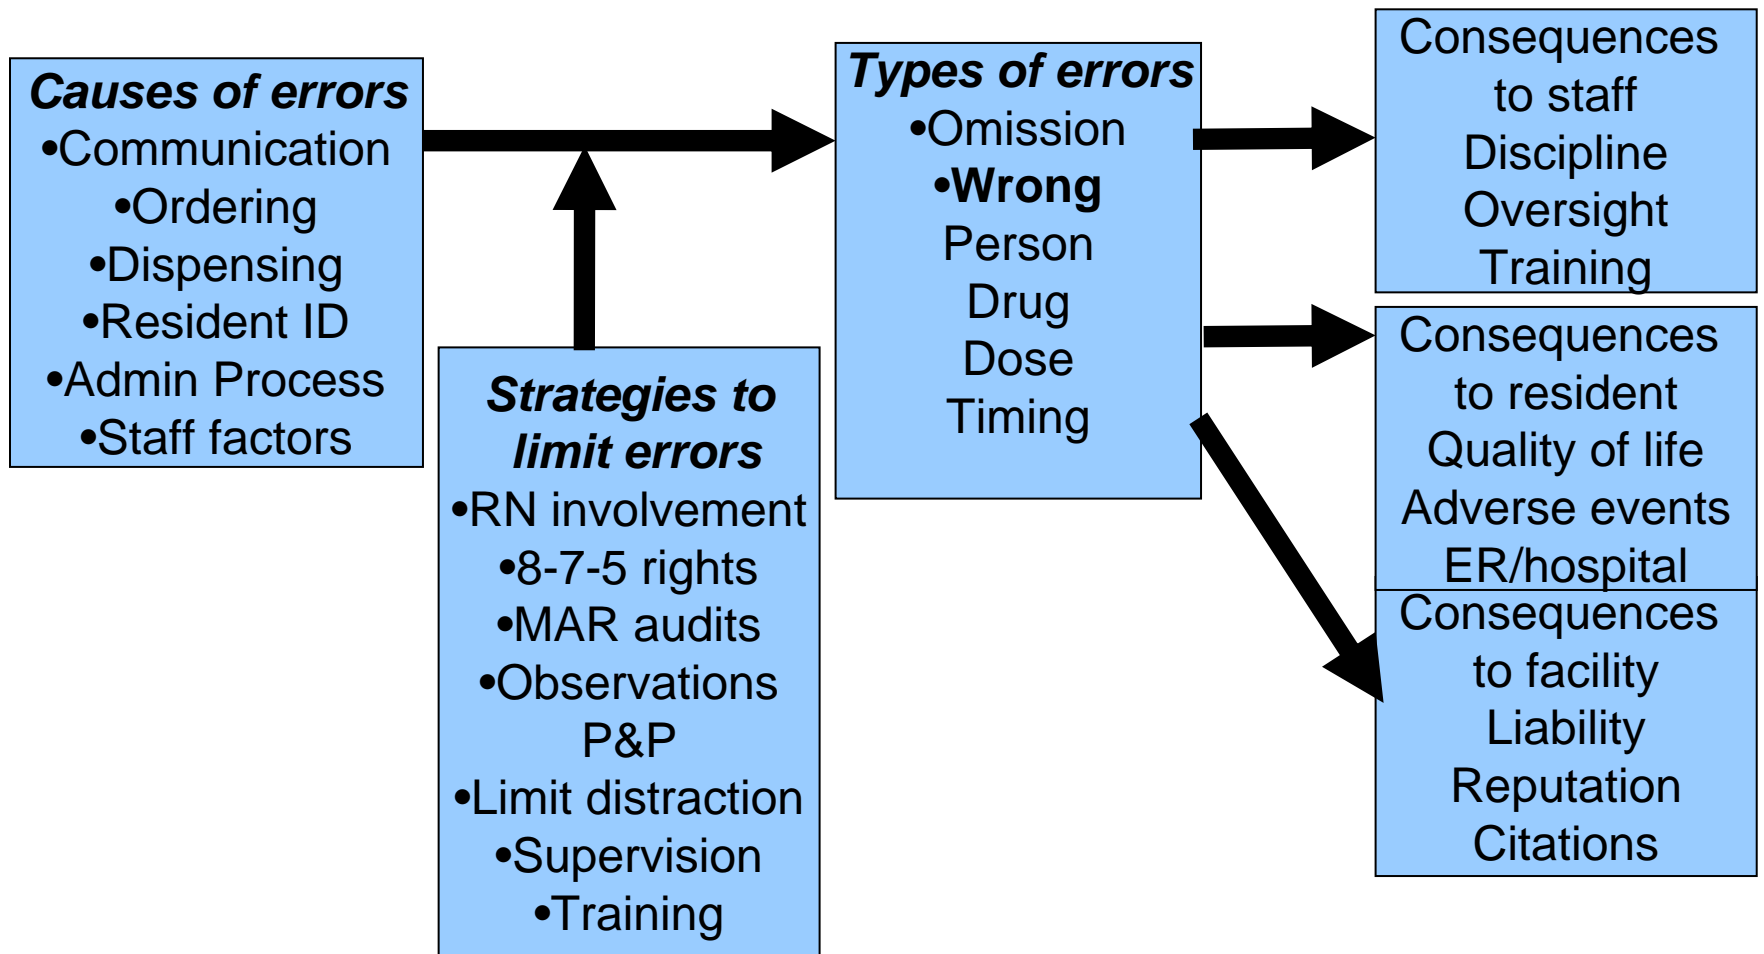 Causes of errors
•Communication
•Ordering
•Dispensing
•Resident ID
•Admin Process
•Staff factors
Strategies to
limit errors
•RN involvement
•8-7-5 rights
•MAR audits
•Observations
P&P
•Limit distraction
•Supervision
•Training
Types of errors
•Omission
•Wrong
Person
Drug
Dose
Timing
Consequences
to staff
Discipline
Oversight
Training
Consequences
to resident
Quality of life
Adverse events
ER/hospital
Consequences
to facility
Liability
Reputation
Citations